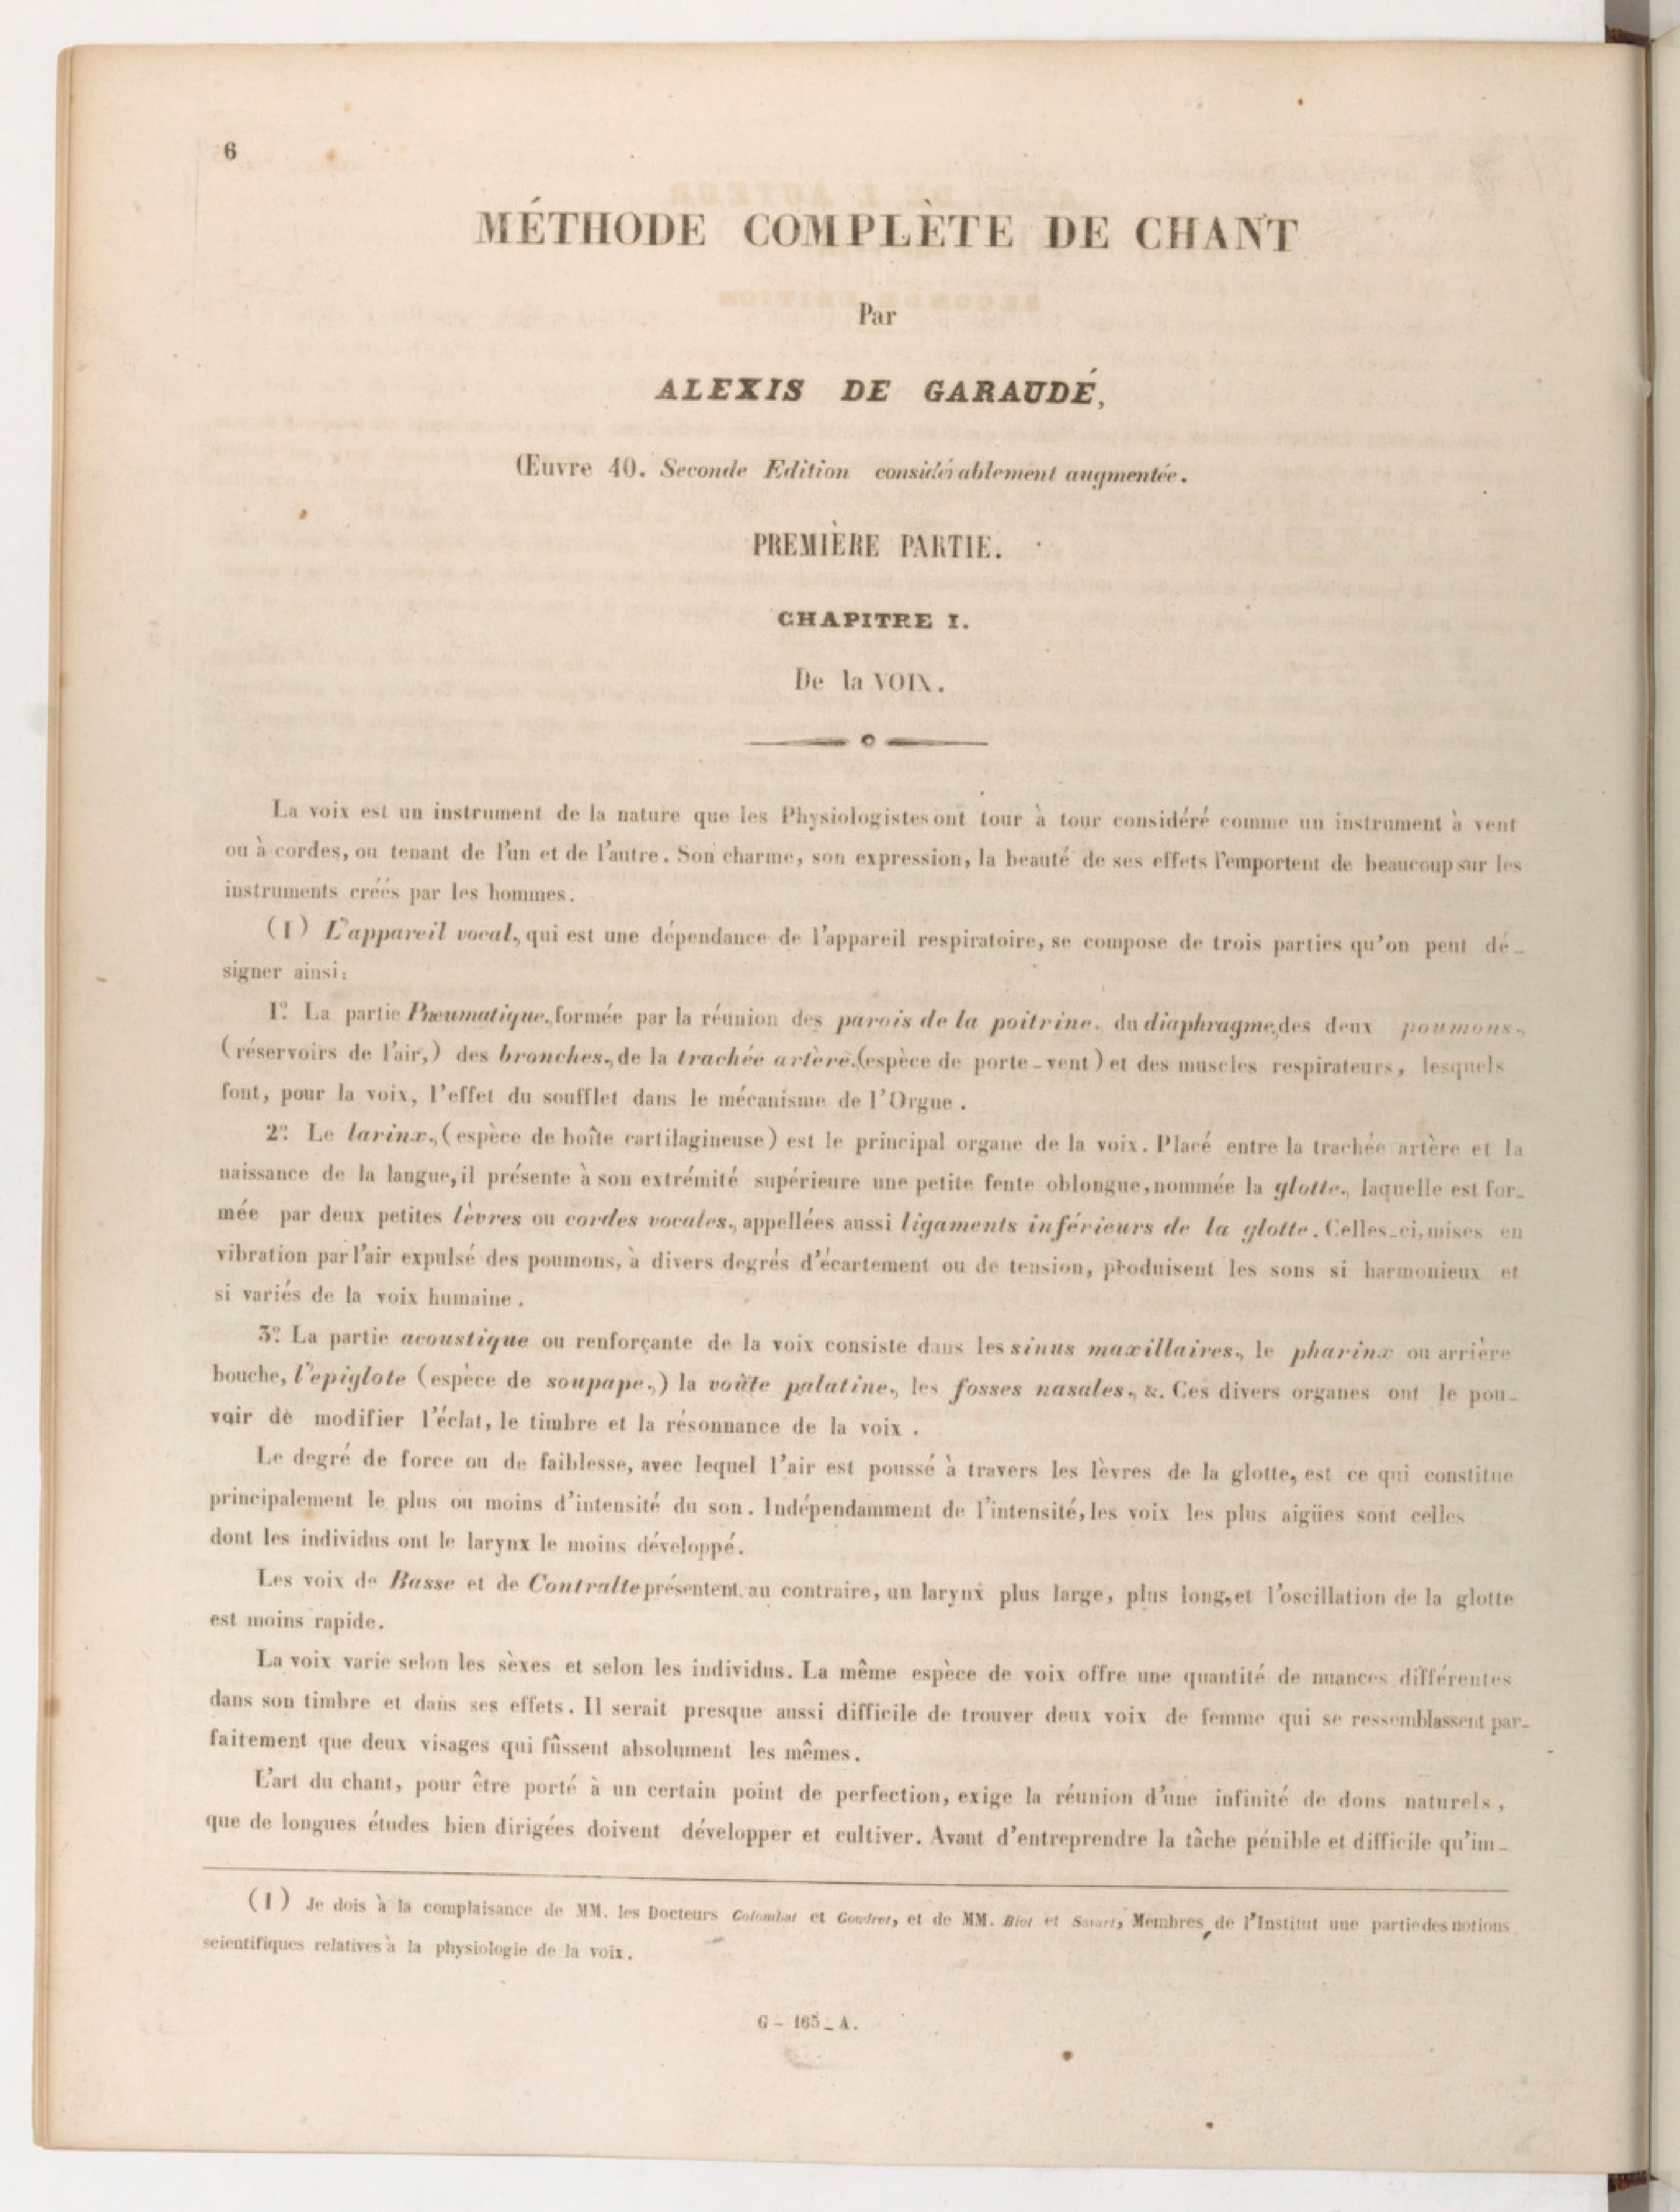 6
MÉTHODE COMPLÈTE DE CHANT
Par
ALEXIS DE GARAUDÉ,
Œuvre 40. Seconde Edition considérablement augmentée.
PREMIÈRE PARTIE.
CHAPITRE I.
De la VOIX.
La voix est un instrument de la nature que les Physiologistes ont tour à tour considéré comme un instrument à vent
ou à cordes, ou tenant de l'un et de l'autre. Son charme, son expression, la beauté de ses effets l'emportent de beaucoup sur les
instruments créés par les hommes.
(1) L'appareil vocal, qui est une dépendance de l'appareil respiratoire, se compose de trois parties qu'on peut dé-
signer ainsi:
1º. La partie Pneumatique, formée par la réunion des parois de la poitrine, du diaphragme, des deux poumons,
(réservoirs de l'air,) des bronches, de la trachée artère, (espèce de porte-vent) et des muscles respirateurs, lesquels
font, pour la voix, l'effet du soufflet dans le mécanisme de l'Orgue.
2º. Le larinx, (espèce de boîte cartilagineuse) est le principal organe de la voix. Placé entre la trachée artère et la
naissance de la langue, il présente à son extrémité supérieure une petite fente oblongue, nommée la glotte, laquelle est for-
mée par deux petites lèvres ou cordes vocales, appellées aussi ligaments inférieurs de la glotte. Celles-ci, mises en
vibration par l'air expulsé des poumons, à divers degrés d'écartement ou de tension, produisent les sons si harmonieux et
si variés de la voix humaine.
3º. La partie acoustique ou renforçante de la voix consiste dans les sinus maxillaires, le pharinx ou arrière
bouche, l'epiglote (espèce de soupape,) la voûte palatine, les fosses nasales, &. Ces divers organes ont le pou-
voir de modifier l'éclat, le timbre et la résonnance de la voix.
Le degré de force ou de faiblesse, avec lequel l'air est poussé à travers les lèvres de la glotte, est ce qui constitue
principalement le plus ou moins d'intensité du son. Indépendamment de l'intensité, les voix les plus aigües sont celles
dont les individus ont le larynx le moins développé.
Les voix de Basse et de Contralte présentent, au contraire, un larynx plus large, plus long, et l'oscillation de la glotte
est moins rapide.
La voix varie selon les sèxes et selon les individus. La même espèce de voix offre une quantité de nuances différentes
dans son timbre et dans ses effets. Il serait presque aussi difficile de trouver deux voix de femme qui se ressemblassent par-
faitement que deux visages qui fûssent absolument les mêmes.
L'art du chant, pour être porté à un certain point de perfection, exige la réunion d'une infinité de dons naturels,
que de longues études bien dirigées doivent développer et cultiver. Avant d'entreprendre la tâche pénible et difficile qu'im-
(1) Je dois à la complaisance de MM. les Docteurs Colombat et Gondret, et de MM. Biot et Savart, Membres de l'Institut une partie des notions
scientifiques relatives à la physiologie de la voix.
G - 165 - A.